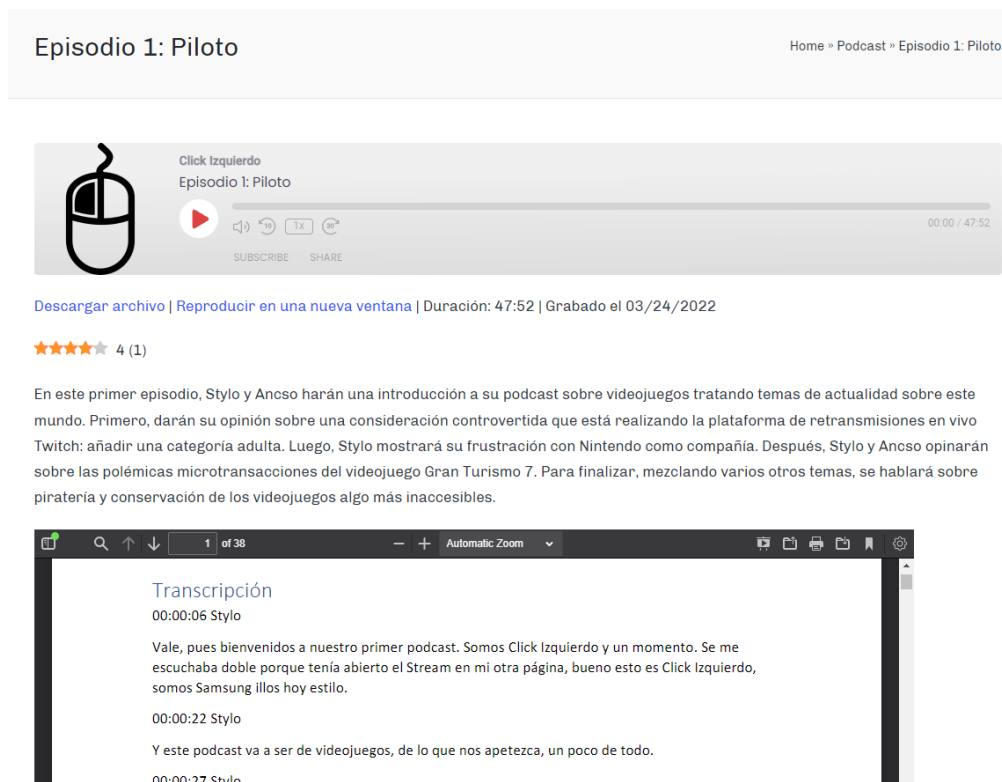 Episodio 1: Piloto
Home » Podcast » Episodio 1: Piloto
Click Izquierdo
Episodio 1: Piloto
10 1x 30
00:00 / 47:52
SUBSCRIBE SHARE
Descargar archivo | Reproducir en una nueva ventana | Duración: 47:52 | Grabado el 03/24/2022
4 (1)
En este primer episodio, Stylo y Ancso harán una introducción a su podcast sobre videojuegos tratando temas de actualidad sobre este
mundo. Primero, darán su opinión sobre una consideración controvertida que está realizando la plataforma de retransmisiones en vivo
Twitch: añadir una categoría adulta. Luego, Stylo mostrará su frustración con Nintendo como compañía. Después, Stylo y Ancso opinarán
sobre las polémicas microtransacciones del videojuego Gran Turismo 7. Para finalizar, mezclando varios otros temas, se hablará sobre
piratería y conservación de los videojuegos algo más inaccesibles.
1 of 38 Automatic Zoom
Transcripción
00:00:06 Stylo
Vale, pues bienvenidos a nuestro primer podcast. Somos Click Izquierdo y un momento. Se me
escuchaba doble porque tenía abierto el Stream en mi otra página, bueno esto es Click Izquierdo,
somos Samsung illos hoy estilo.
00:00:22 Stylo
Y este podcast va a ser de videojuegos, de lo que nos apetezca, un poco de todo.
00:00:27 Stylo